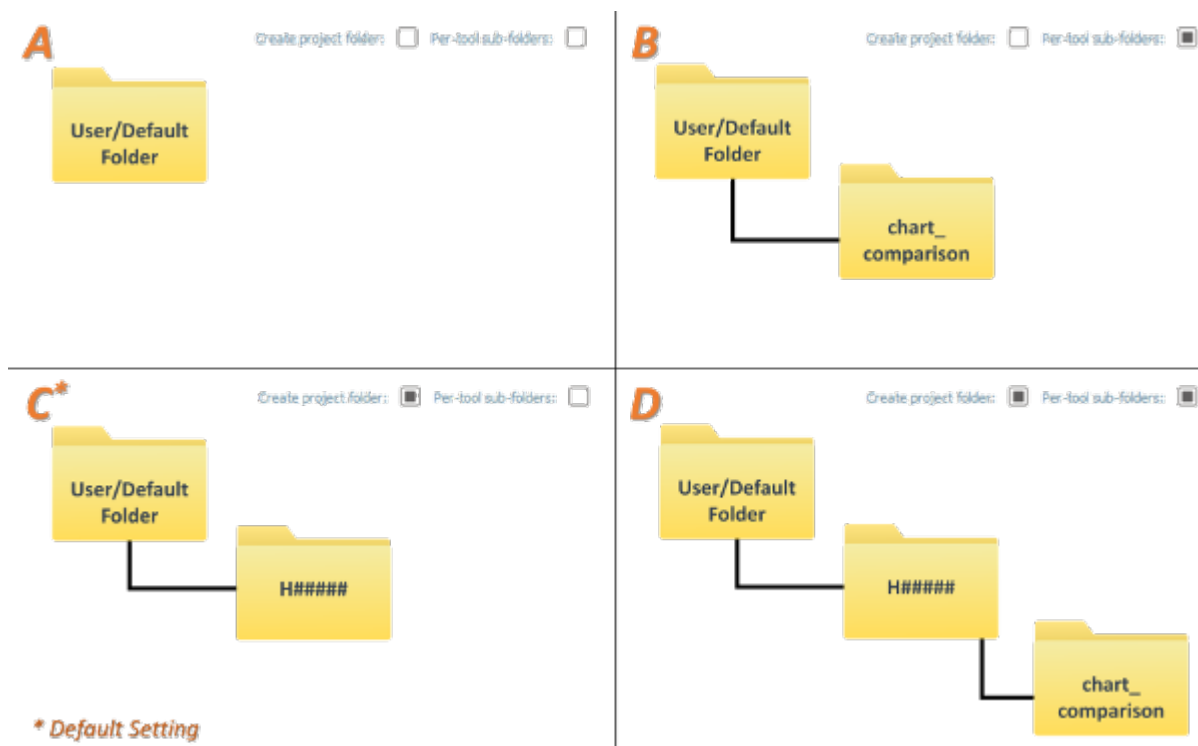 A
Create project folder: Per-tool sub-folders:
User/Default
Folder
B
Create project folder: Per-tool sub-folders:
User/Default
Folder
chart_
comparison
C*
Create project folder: Per-tool sub-folders:
User/Default
Folder
H#####
* Default Setting
D
Create project folder: Per-tool sub-folders:
User/Default
Folder
H#####
chart_
comparison